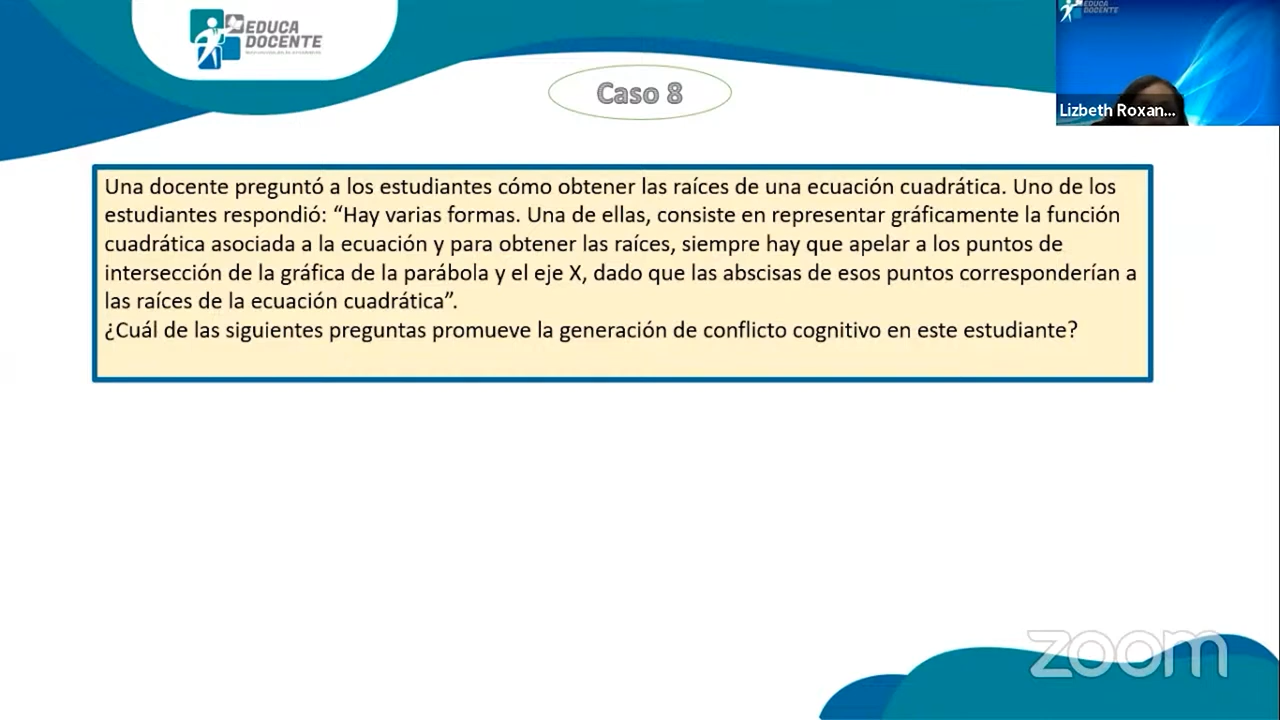 EDUCA
DOCENTE
EDUCA
DOCENTE
Caso 8
Lizbeth Roxan...
Una docente preguntó a los estudiantes cómo obtener las raíces de una ecuación cuadrática. Uno de los
estudiantes respondió: “Hay varias formas. Una de ellas, consiste en representar gráficamente la función
cuadrática asociada a la ecuación y para obtener las raíces, siempre hay que apelar a los puntos de
intersección de la gráfica de la parábola y el eje X, dado que las abscisas de esos puntos corresponderían a
las raíces de la ecuación cuadrática”.
¿Cuál de las siguientes preguntas promueve la generación de conflicto cognitivo en este estudiante?
zoom